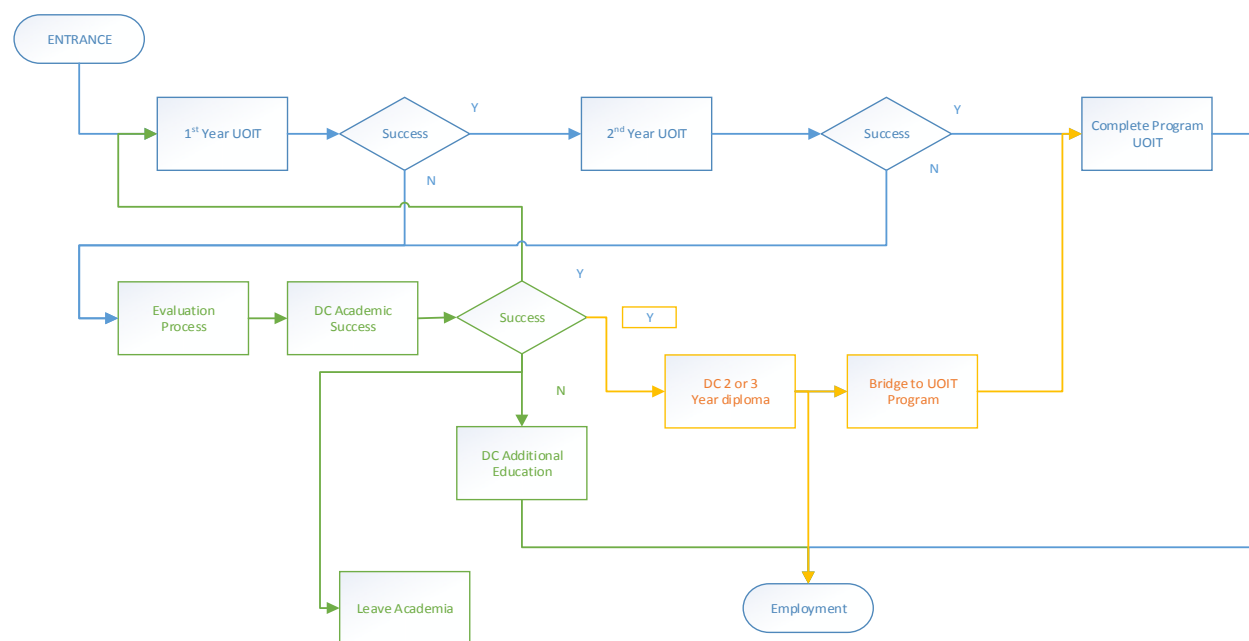 ENTRANCE
1st Year UOIT
Success
Y
2nd Year UOIT
Success
Y
Complete Program
UOIT
N
N
Evaluation
Process
DC Academic
Success
Success
Y
Y
DC 2 or 3
Year diploma
Bridge to UOIT
Program
N
DC Additional
Education
Leave Academia
Employment